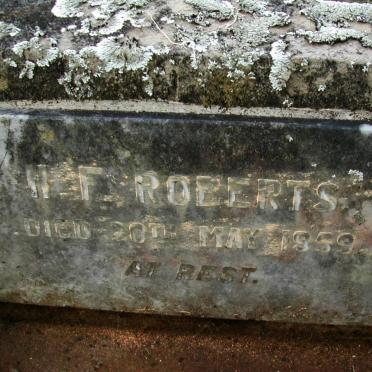 W. F. ROBERTS.
DIED 20TH MAY 1959.
AT REST.